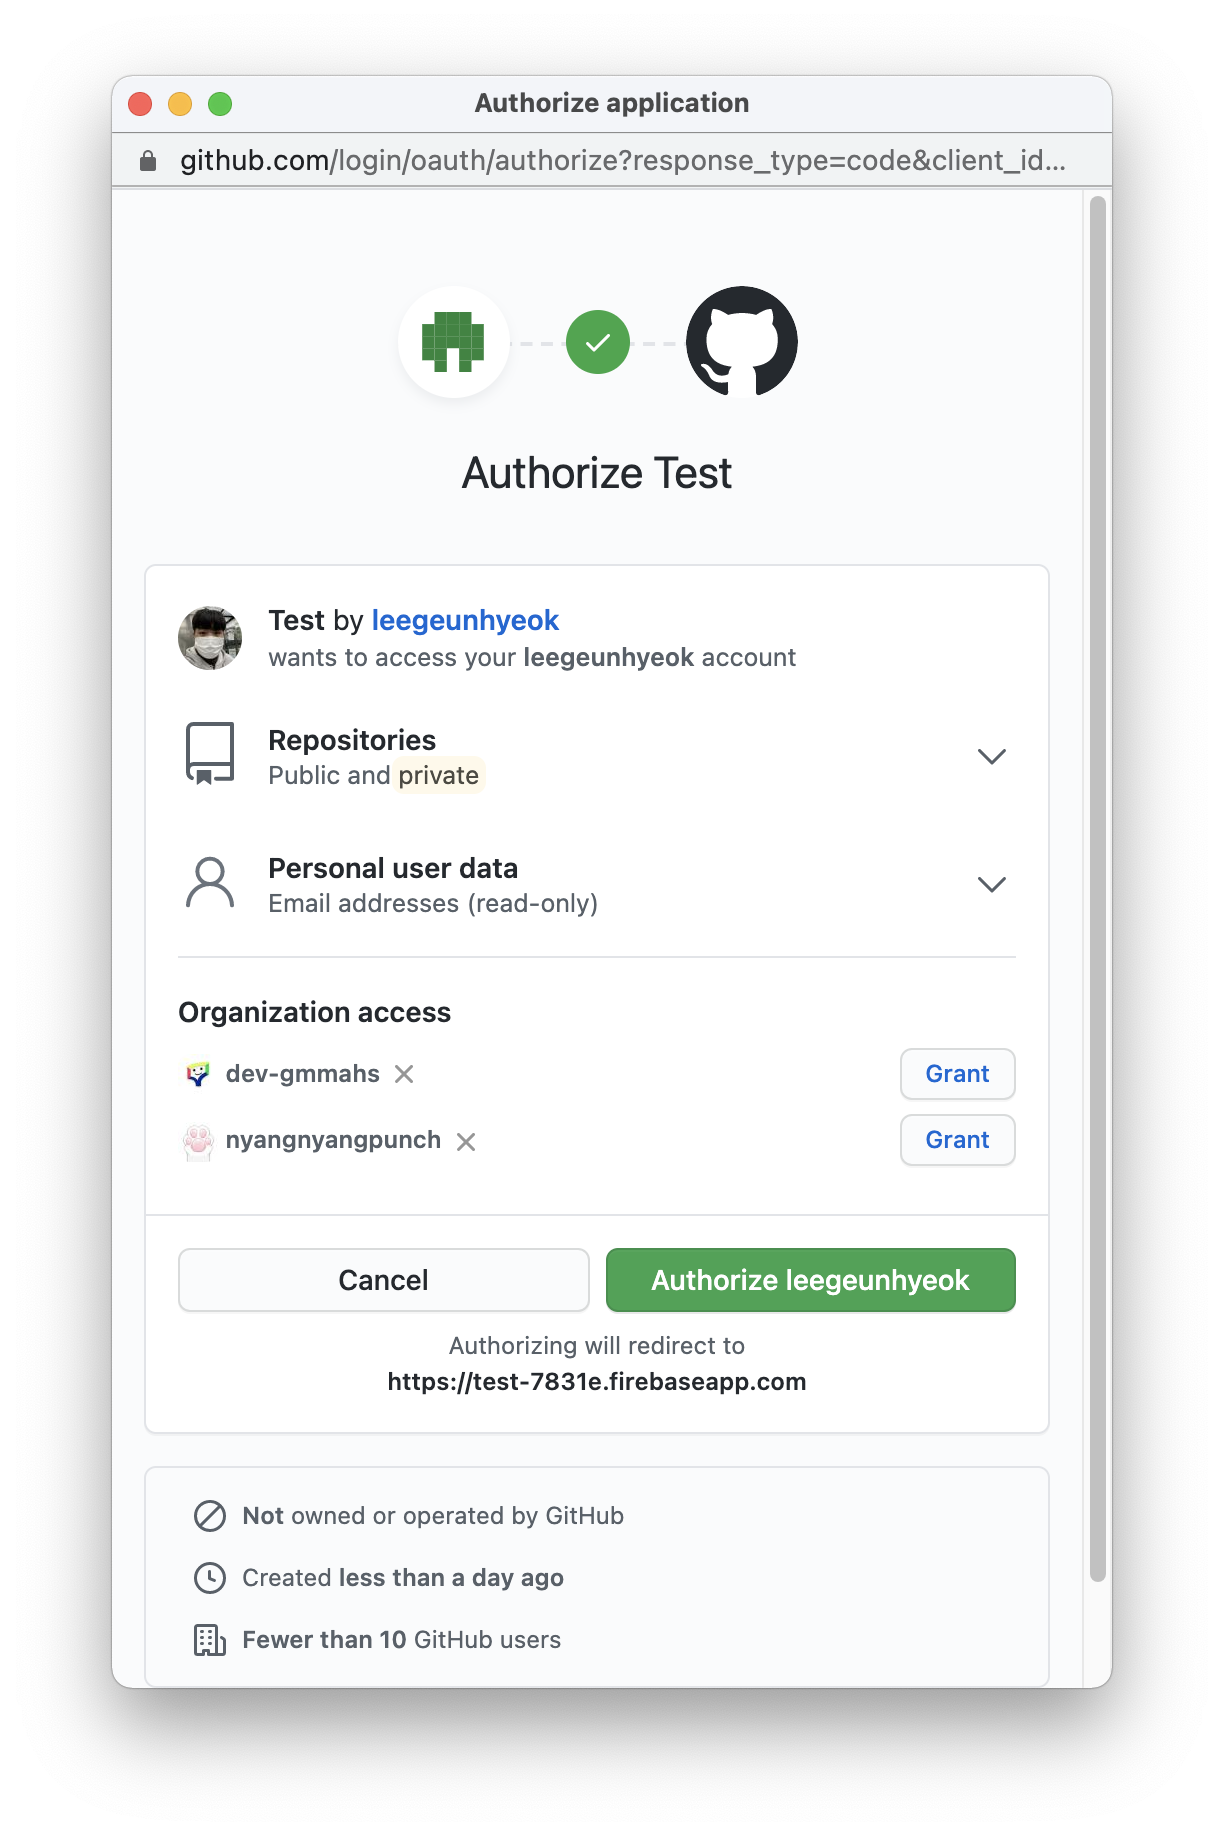 Authorize application
github.com/login/oauth/authorize?response_type=code&client_id...
Authorize Test
Test by leegeunhyeok
wants to access your leegeunhyeok account
Repositories
Public and private
Personal user data
Email addresses (read-only)
Organization access
dev-gmmahs
Grant
nyangnyangpunch
Grant
Cancel
Authorize leegeunhyeok
Authorizing will redirect to
https://test-7831e.firebaseapp.com
Not owned or operated by GitHub
Created less than a day ago
Fewer than 10 GitHub users